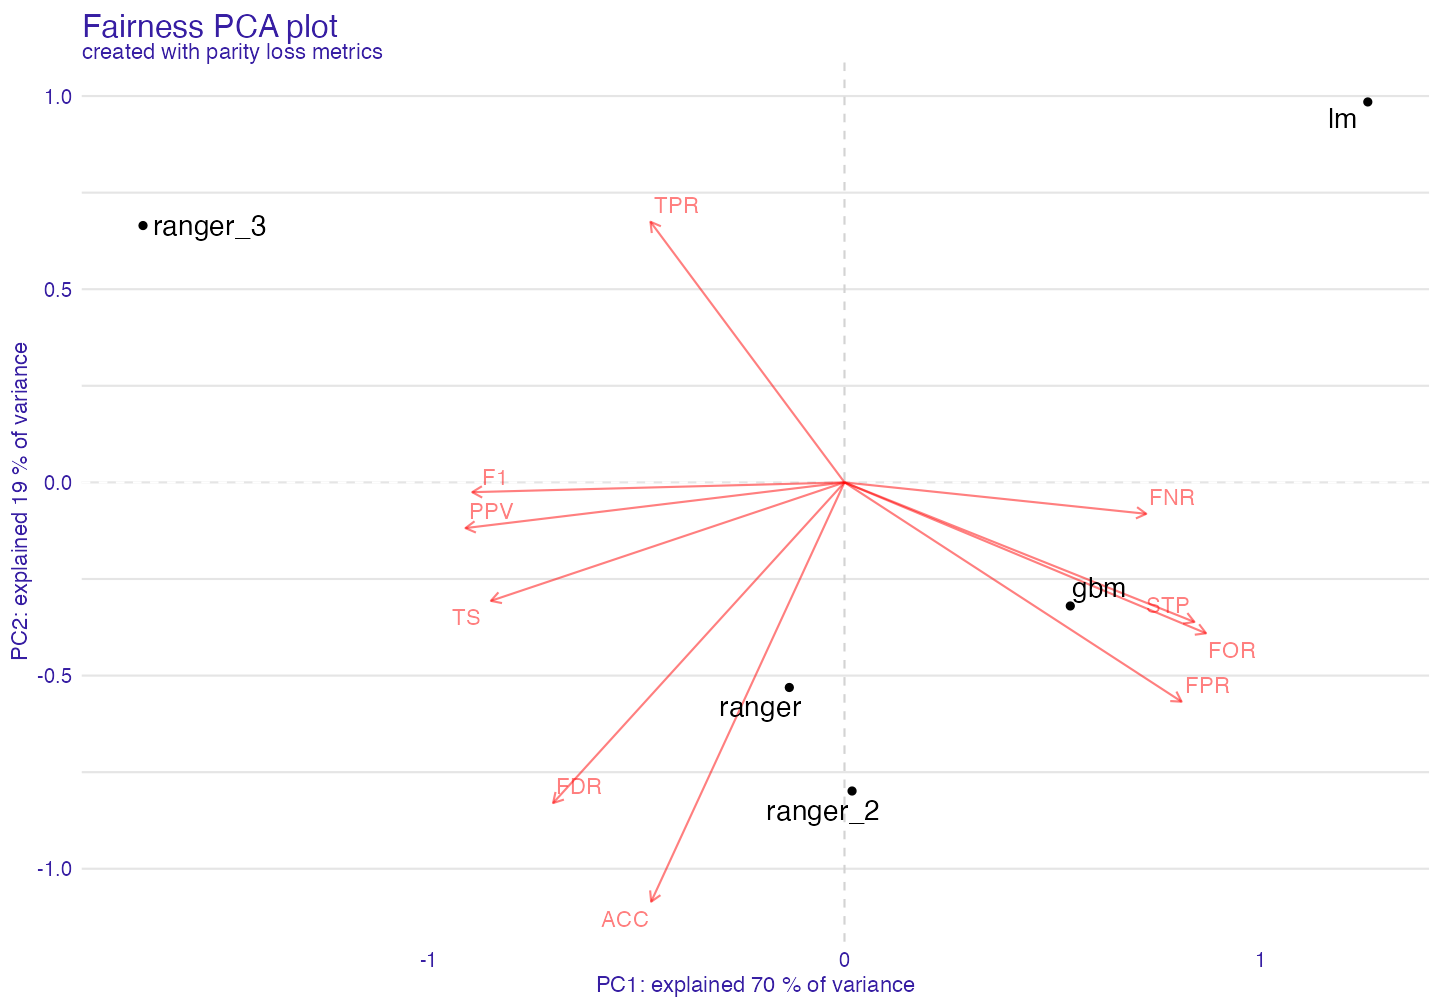 Fairness PCA plot
created with parity loss metrics
1.0
lm
TPR
ranger_3
0.5
PC2: explained 19 % of variance
0.0
F1
FNR
PPV
gbm
STP
TS
FOR
-0.5
FPR
ranger
FDR
ranger_2
-1.0
ACC
-1
0
1
PC1: explained 70 % of variance